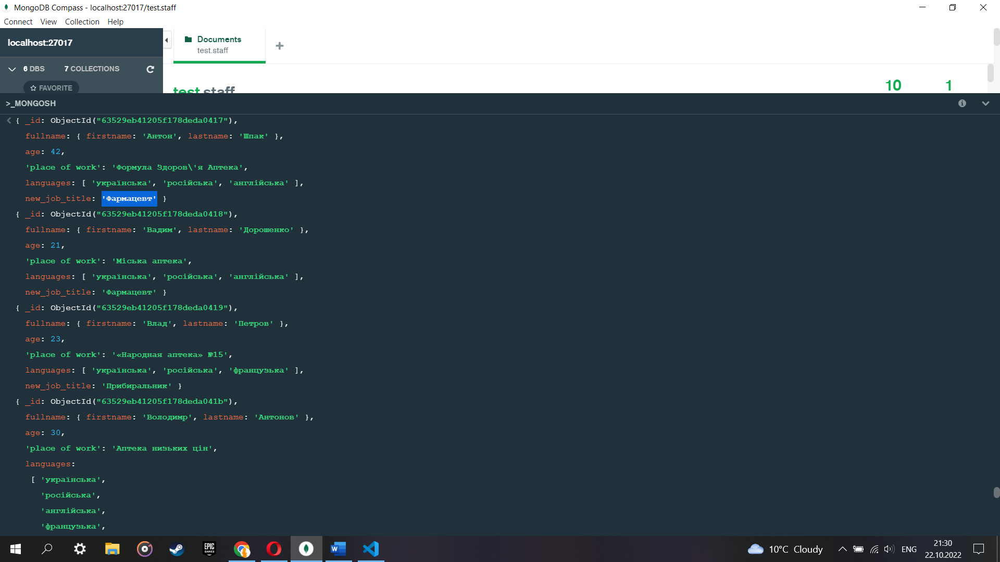 MongoDB Compass - localhost:27017/test.staff
Connect View Collection Help
localhost:27017
Documents
test.staff
6 DBS 7 COLLECTIONS
FAVORITE
test.staff
10 1
>_MONGOSH
{ _id: ObjectId("63529eb41205f178deda0417"),
fullname: { firstname: 'Антон', lastname: 'Шпак' },
age: 42,
'place of work': 'Формула Здоров\'я Аптека',
languages: [ 'українська', 'російська', 'англійська' ],
new_job_title: 'Фармацевт' }
{ _id: ObjectId("63529eb41205f178deda0418"),
fullname: { firstname: 'Вадим', lastname: 'Дорошенко' },
age: 21,
'place of work': 'Міська аптека',
languages: [ 'українська', 'російська', 'англійська' ],
new_job_title: 'Фармацевт' }
{ _id: ObjectId("63529eb41205f178deda0419"),
fullname: { firstname: 'Влад', lastname: 'Петров' },
age: 23,
'place of work': '«Народная аптека» №15',
languages: [ 'українська', 'російська', 'французька' ],
new_job_title: 'Прибиральник' }
{ _id: ObjectId("63529eb41205f178deda041b"),
fullname: { firstname: 'Володимр', lastname: 'Антонов' },
age: 30,
'place of work': 'Аптека низьких цін',
languages:
[ 'українська',
'російська',
'англійська',
'французька',
EPIC GAMES
10°C Cloudy
ENG
21:30
22.10.2022